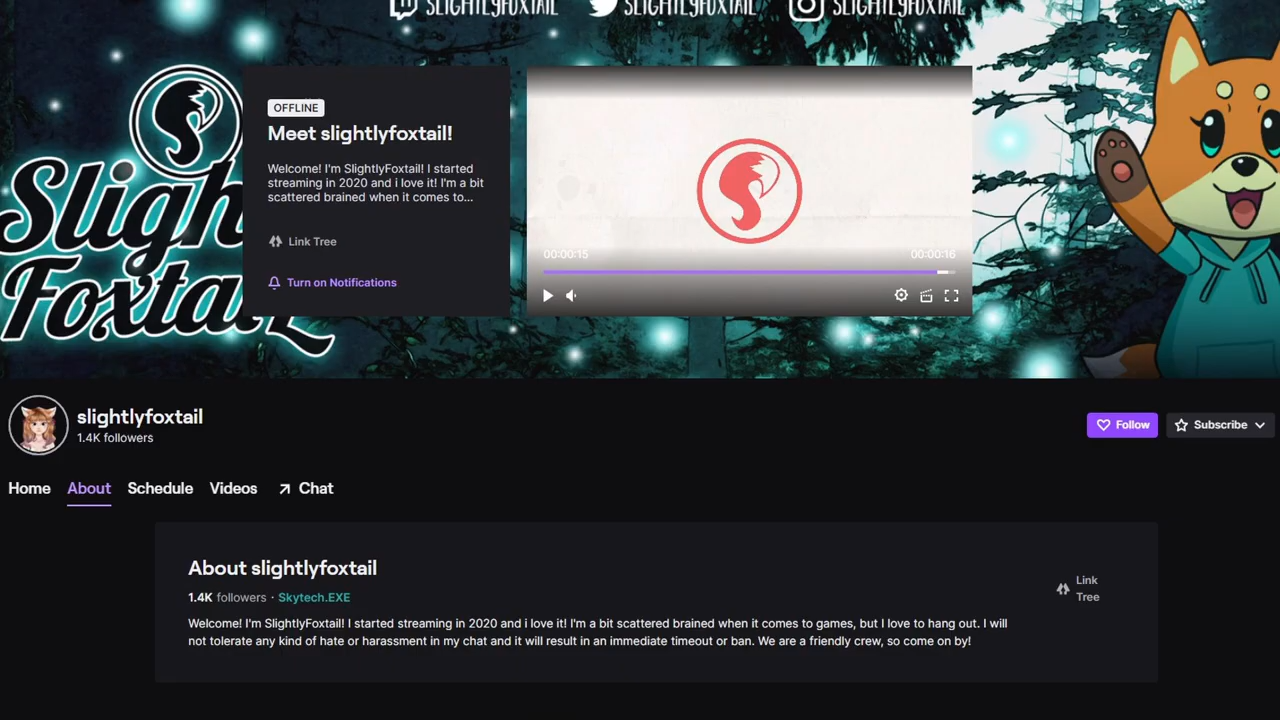 SLIGHTLYFOXTAIL SLIGHTLYFOXTAIL SLIGHTLYFOXTAIL
Slightly
Foxtail
OFFLINE
Meet slightlyfoxtail!
Welcome! I'm SlightlyFoxtail! I started
streaming in 2020 and i love it! I'm a bit
scattered brained when it comes to...
Link Tree
Turn on Notifications
00:00:15
00:00:16
slightlyfoxtail
1.4K followers
Follow
Subscribe
Home About Schedule Videos Chat
About slightlyfoxtail
1.4K followers · Skytech.EXE
Link
Tree
Welcome! I'm SlightlyFoxtail! I started streaming in 2020 and i love it! I'm a bit scattered brained when it comes to games, but I love to hang out. I will
not tolerate any kind of hate or harassment in my chat and it will result in an immediate timeout or ban. We are a friendly crew, so come on by!